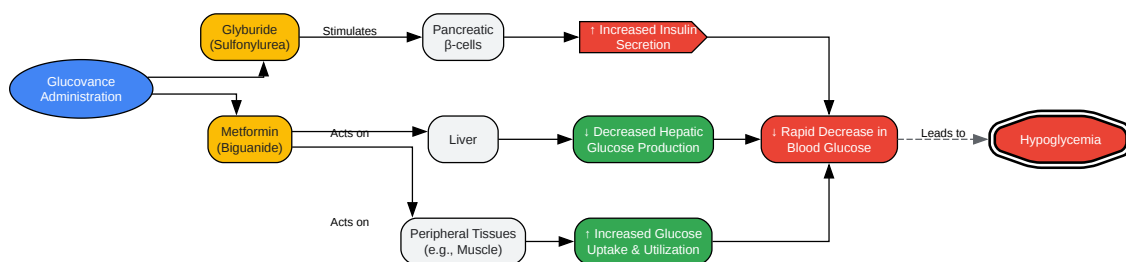 Glucovance
Administration
Glyburide
(Sulfonylurea)
Stimulates
Pancreatic
β-cells
↑ Increased Insulin
Secretion
Metformin
(Biguanide)
Acts on
Liver
↓ Decreased Hepatic
Glucose Production
↓ Rapid Decrease in
Blood Glucose
Leads to
Hypoglycemia
Acts on
Peripheral Tissues
(e.g., Muscle)
↑ Increased Glucose
Uptake & Utilization